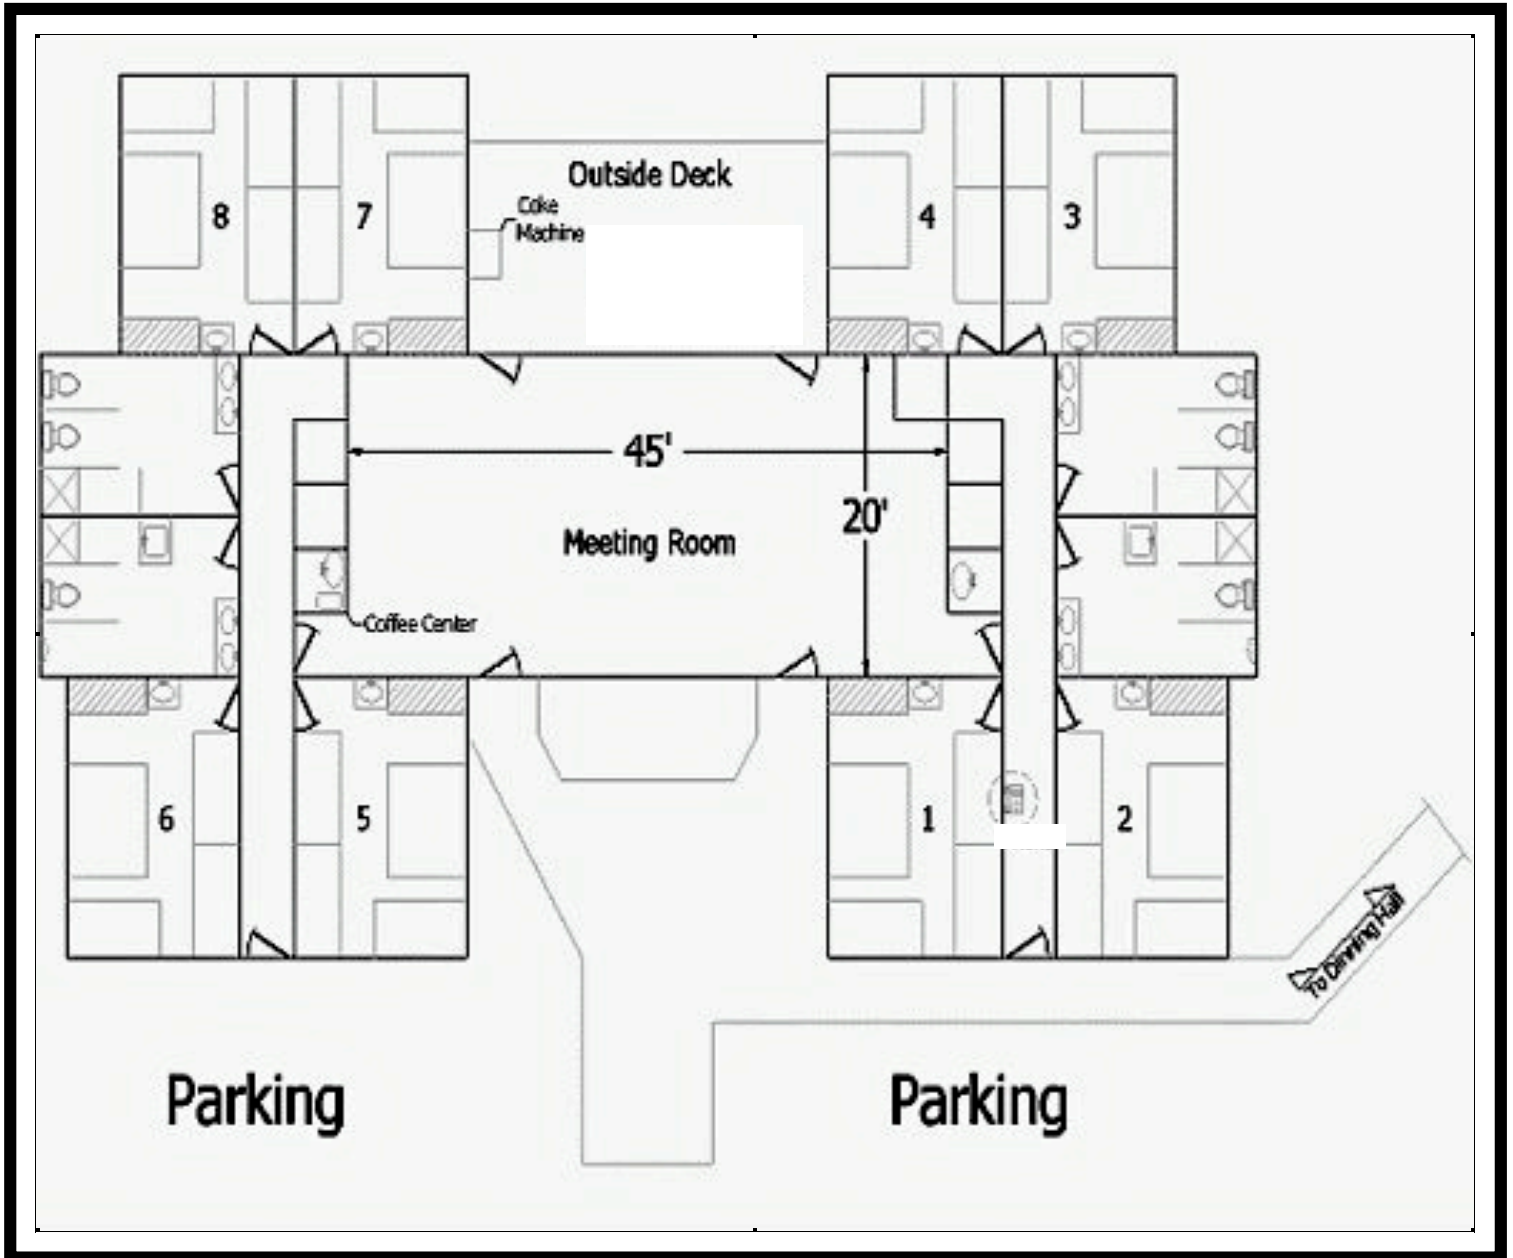 Outside Deck
Coke
Machine
8
7
4
3
45'
20'
Meeting Room
Coffee Center
6
5
1
2
To Dinning Hall
Parking
Parking